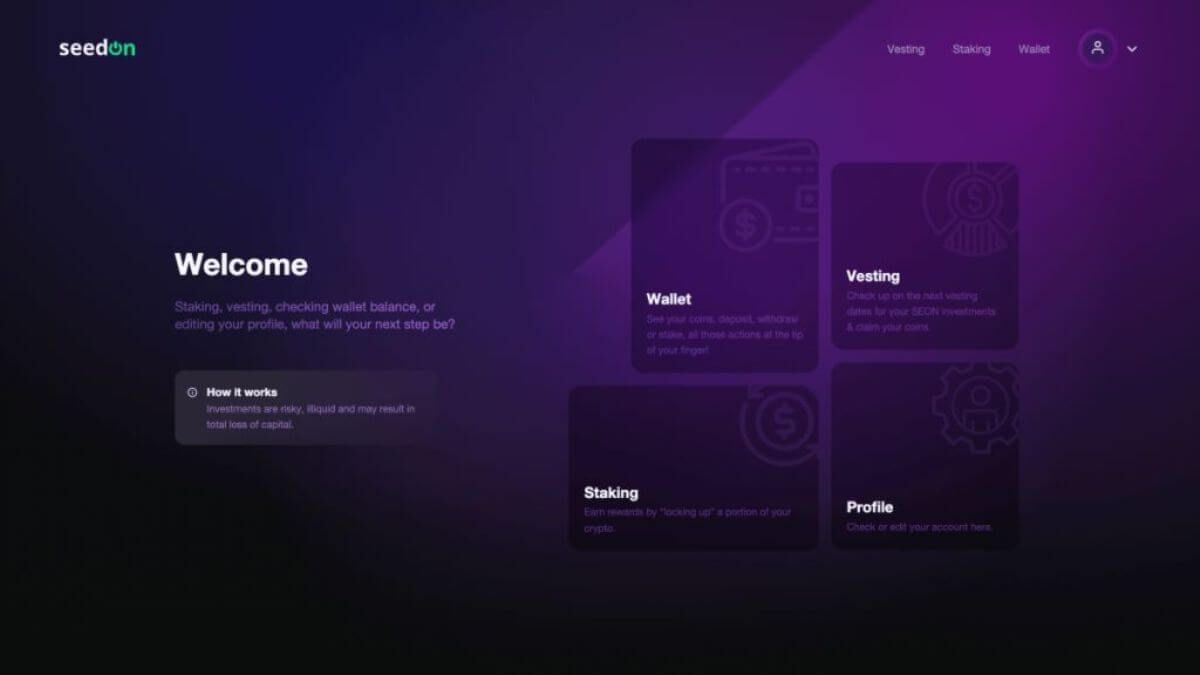 seedon
Vesting
Staking
Wallet
Welcome
Staking, vesting, checking wallet balance, or
editing your profile, what will your next step be?
How it works
Investments are risky, illiquid and may result in
total loss of capital.
Wallet
See your coins, deposit, withdraw
or stake, all those actions at the tip
of your finger!
Vesting
Check up on the next vesting
dates for your SEON investments
& claim your coins.
Staking
Earn rewards by "locking up" a portion of your
crypto.
Profile
Check or edit your account here.